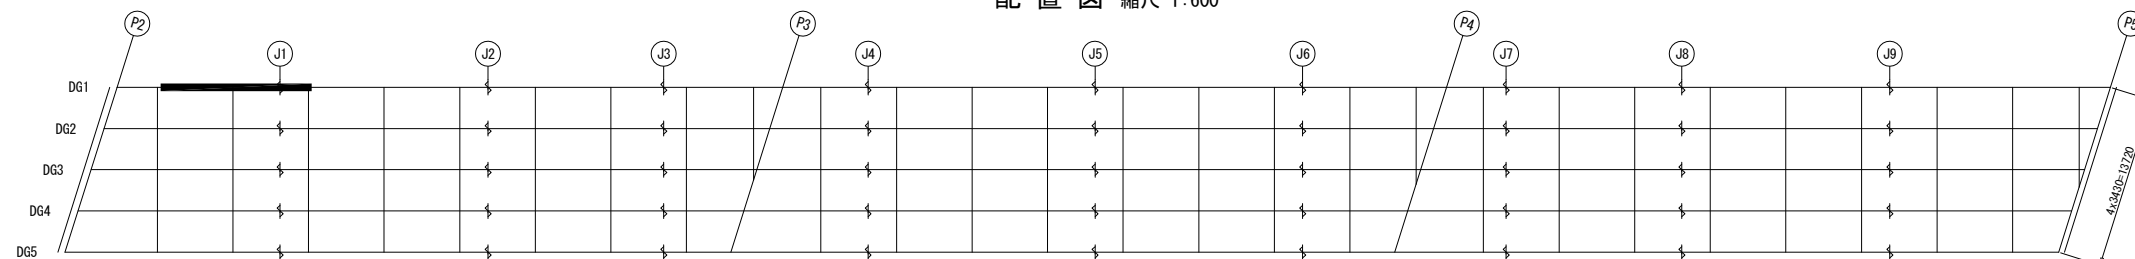 配置図 縮尺 1:600
P2 P3 P4 P5
J1 J2 J3 J4 J5 J6 J7 J8 J9
DG1
DG2
DG3
DG4
DG5
4x3430=13720